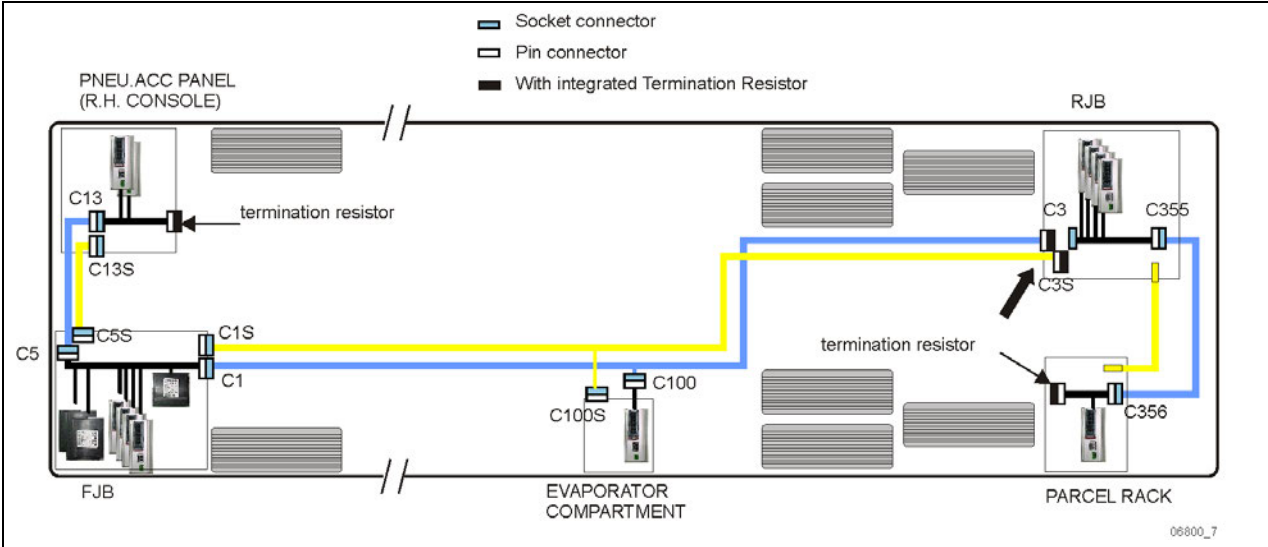 Socket connector
Pin connector
With integrated Termination Resistor
PNEU.ACC PANEL
(R.H. CONSOLE)
RJB
C13
termination resistor
C3
C355
C13S
C3S
C5S
C1S
C5
termination resistor
C1
C100
C100S
C356
FJB
EVAPORATOR
COMPARTMENT
PARCEL RACK
06800_7